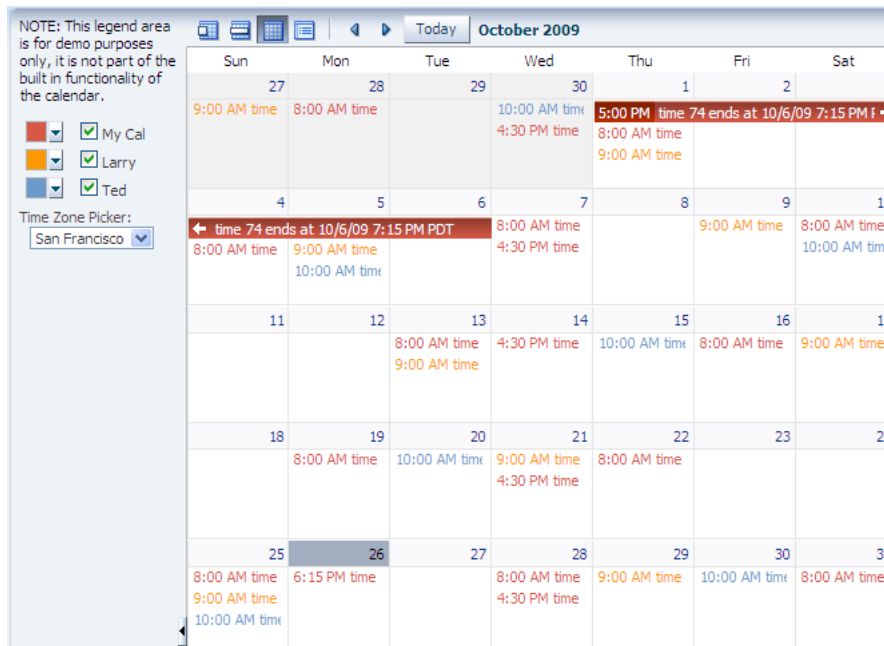 NOTE: This legend area
is for demo purposes
only, it is not part of the
built in functionality of
the calendar.
My Cal
Larry
Ted
Time Zone Picker:
San Francisco
Today October 2009
Sun Mon Tue Wed Thu Fri Sat
27 28 29 30 1 2
9:00 AM time 8:00 AM time 10:00 AM time 5:00 PM time 74 ends at 10/6/09 7:15 PM
4:30 PM time 8:00 AM time
9:00 AM time
4 5 6 7 8 9 1
time 74 ends at 10/6/09 7:15 PM PDT 8:00 AM time 9:00 AM time 8:00 AM time
8:00 AM time 9:00 AM time 4:30 PM time 10:00 AM tim
10:00 AM time
11 12 13 14 15 16 1
8:00 AM time 4:30 PM time 10:00 AM time 8:00 AM time 9:00 AM time
9:00 AM time
18 19 20 21 22 23 2
8:00 AM time 10:00 AM time 9:00 AM time 8:00 AM time
4:30 PM time
25 26 27 28 29 30 3
8:00 AM time 6:15 PM time 8:00 AM time 9:00 AM time 10:00 AM time 8:00 AM time
9:00 AM time 4:30 PM time
10:00 AM time